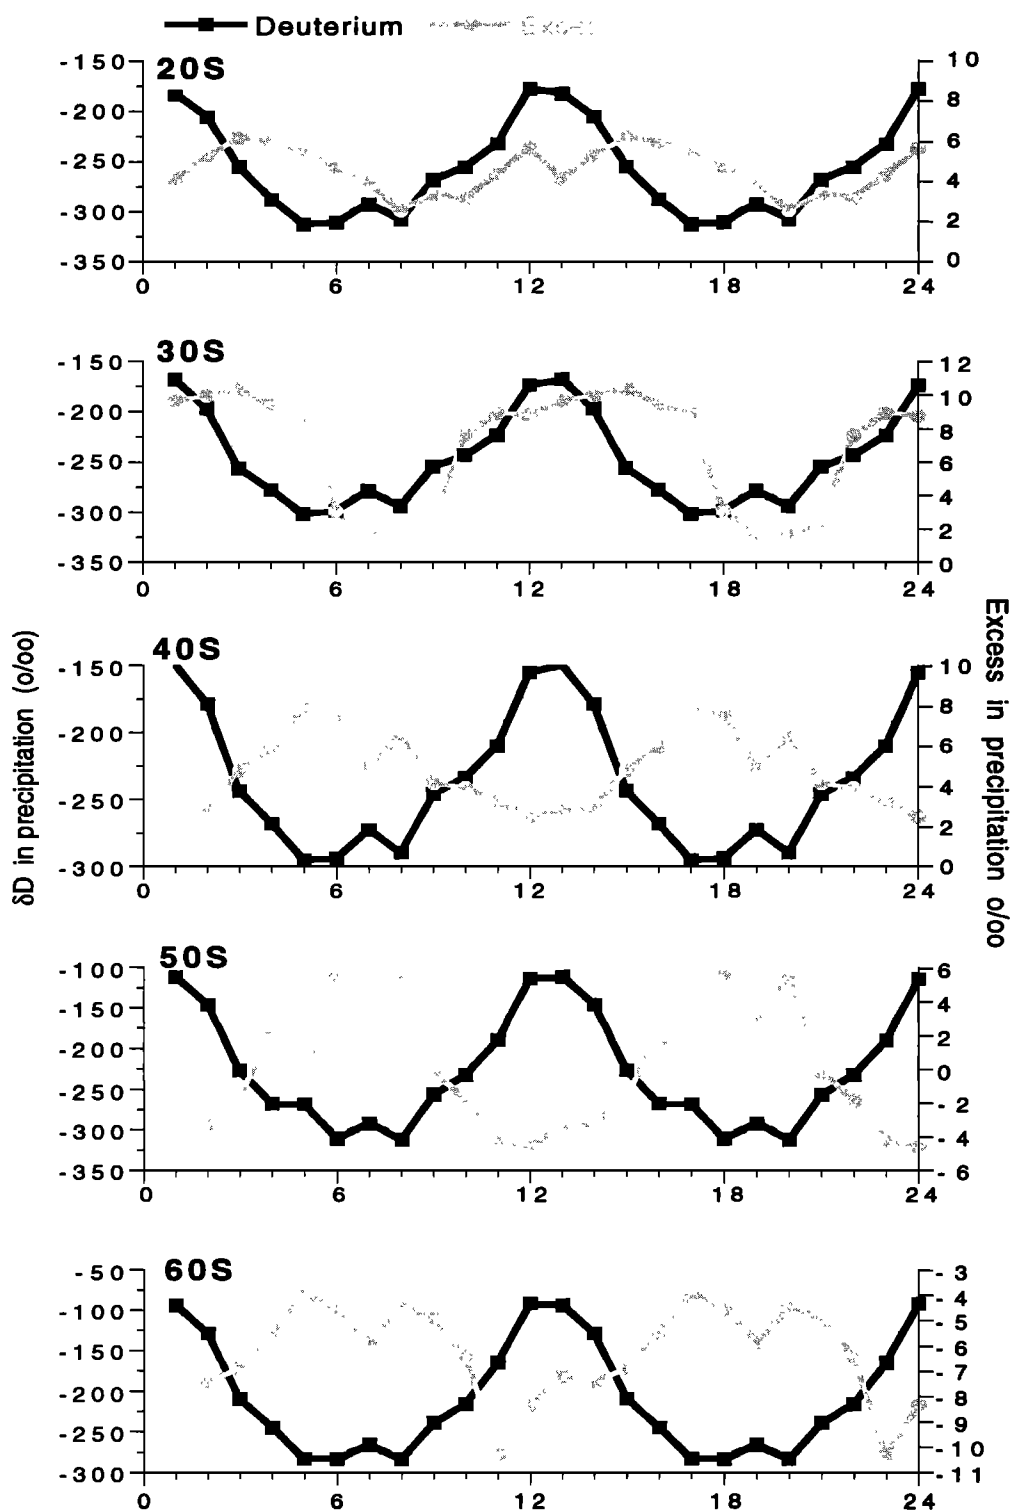 Deuterium
20S
-150 10
-200 8
-250 6
-300 4
-350 2
0
0 6 12 18 24
30S
-150 12
-200 10
-250 8
-300 6
-350 4
2
0
0 6 12 18 24
40S
-150 10
-200 8
-250 6
-300 4
2
0
0 6 12 18 24
50S
-100 6
-150 4
-200 2
-250 0
-300 -2
-350 -4
-6
0 6 12 18 24
60S
-50 -3
-100 -4
-150 -5
-200 -6
-250 -7
-300 -8
-9
-10
-11
0 6 12 18 24
δD in precipitation (o/oo)
Excess in precipitation o/oo